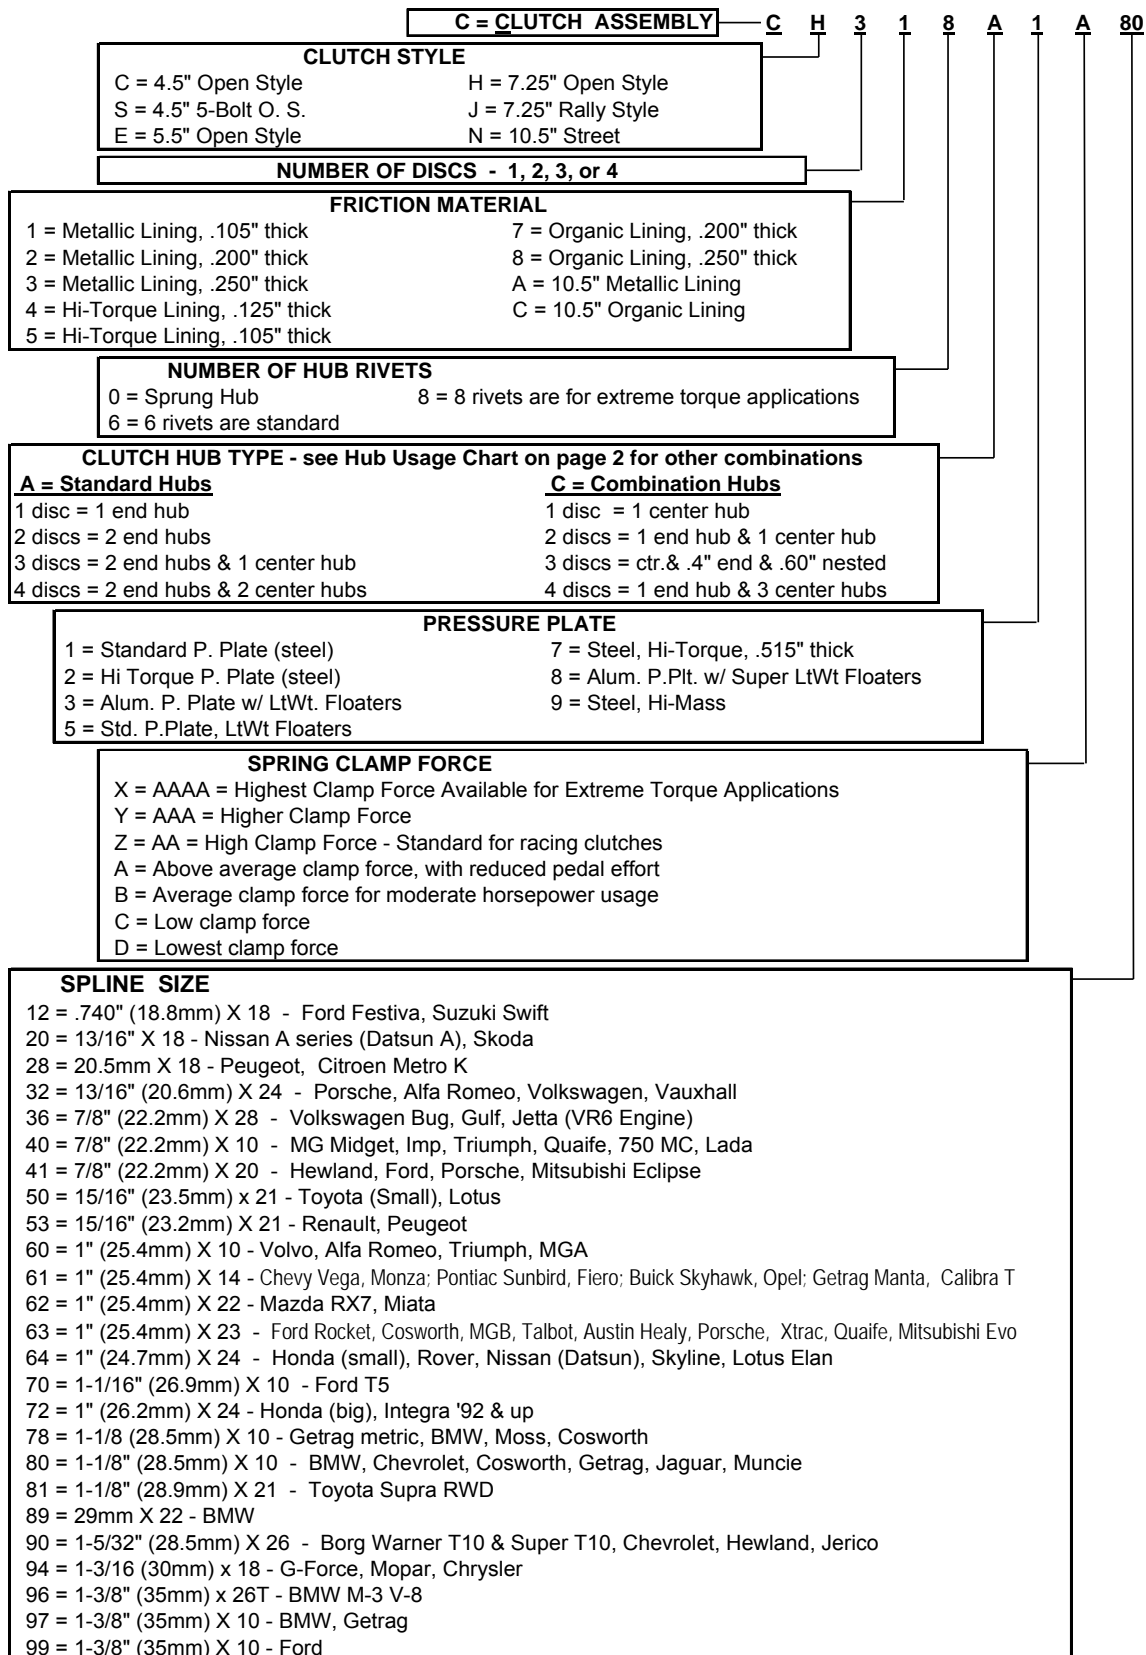 C = CLUTCH ASSEMBLY C H 3 1 8 A 1 A 80
CLUTCH STYLE
C = 4.5" Open Style H = 7.25" Open Style
S = 4.5" 5-Bolt O. S. J = 7.25" Rally Style
E = 5.5" Open Style N = 10.5" Street
NUMBER OF DISCS - 1, 2, 3, or 4
FRICTION MATERIAL
1 = Metallic Lining, .105" thick 7 = Organic Lining, .200" thick
2 = Metallic Lining, .200" thick 8 = Organic Lining, .250" thick
3 = Metallic Lining, .250" thick A = 10.5" Metallic Lining
4 = Hi-Torque Lining, .125" thick C = 10.5" Organic Lining
5 = Hi-Torque Lining, .105" thick
NUMBER OF HUB RIVETS
0 = Sprung Hub 8 = 8 rivets are for extreme torque applications
6 = 6 rivets are standard
CLUTCH HUB TYPE - see Hub Usage Chart on page 2 for other combinations
A = Standard Hubs C = Combination Hubs
1 disc = 1 end hub 1 disc = 1 center hub
2 discs = 2 end hubs 2 discs = 1 end hub & 1 center hub
3 discs = 2 end hubs & 1 center hub 3 discs = ctr.& .4" end & .60" nested
4 discs = 2 end hubs & 2 center hubs 4 discs = 1 end hub & 3 center hubs
PRESSURE PLATE
1 = Standard P. Plate (steel) 7 = Steel, Hi-Torque, .515" thick
2 = Hi Torque P. Plate (steel) 8 = Alum. P.Plt. w/ Super LtWt Floaters
3 = Alum. P. Plate w/ LtWt. Floaters 9 = Steel, Hi-Mass
5 = Std. P.Plate, LtWt Floaters
SPRING CLAMP FORCE
X = AAAA = Highest Clamp Force Available for Extreme Torque Applications
Y = AAA = Higher Clamp Force
Z = AA = High Clamp Force - Standard for racing clutches
A = Above average clamp force, with reduced pedal effort
B = Average clamp force for moderate horsepower usage
C = Low clamp force
D = Lowest clamp force
SPLINE SIZE
12 = .740" (18.8mm) X 18 - Ford Festiva, Suzuki Swift
20 = 13/16" X 18 - Nissan A series (Datsun A), Skoda
28 = 20.5mm X 18 - Peugeot, Citroen Metro K
32 = 13/16" (20.6mm) X 24 - Porsche, Alfa Romeo, Volkswagen, Vauxhall
36 = 7/8" (22.2mm) X 28 - Volkswagen Bug, Gulf, Jetta (VR6 Engine)
40 = 7/8" (22.2mm) X 10 - MG Midget, Imp, Triumph, Quaife, 750 MC, Lada
41 = 7/8" (22.2mm) X 20 - Hewland, Ford, Porsche, Mitsubishi Eclipse
50 = 15/16" (23.5mm) x 21 - Toyota (Small), Lotus
53 = 15/16" (23.2mm) X 21 - Renault, Peugeot
60 = 1" (25.4mm) X 10 - Volvo, Alfa Romeo, Triumph, MGA
61 = 1" (25.4mm) X 14 - Chevy Vega, Monza; Pontiac Sunbird, Fiero; Buick Skyhawk, Opel; Getrag Manta, Calibra T
62 = 1" (25.4mm) X 22 - Mazda RX7, Miata
63 = 1" (25.4mm) X 23 - Ford Rocket, Cosworth, MGB, Talbot, Austin Healy, Porsche, Xtrac, Quaife, Mitsubishi Evo
64 = 1" (24.7mm) X 24 - Honda (small), Rover, Nissan (Datsun), Skyline, Lotus Elan
70 = 1-1/16" (26.9mm) X 10 - Ford T5
72 = 1" (26.2mm) X 24 - Honda (big), Integra '92 & up
78 = 1-1/8 (28.5mm) X 10 - Getrag metric, BMW, Moss, Cosworth
80 = 1-1/8" (28.5mm) X 10 - BMW, Chevrolet, Cosworth, Getrag, Jaguar, Muncie
81 = 1-1/8" (28.9mm) X 21 - Toyota Supra RWD
89 = 29mm X 22 - BMW
90 = 1-5/32" (28.5mm) X 26 - Borg Warner T10 & Super T10, Chevrolet, Hewland, Jerico
94 = 1-3/16 (30mm) x 18 - G-Force, Mopar, Chrysler
96 = 1-3/8" (35mm) x 26T - BMW M-3 V-8
97 = 1-3/8" (35mm) X 10 - BMW, Getrag
99 = 1-3/8" (35mm) X 10 - Ford